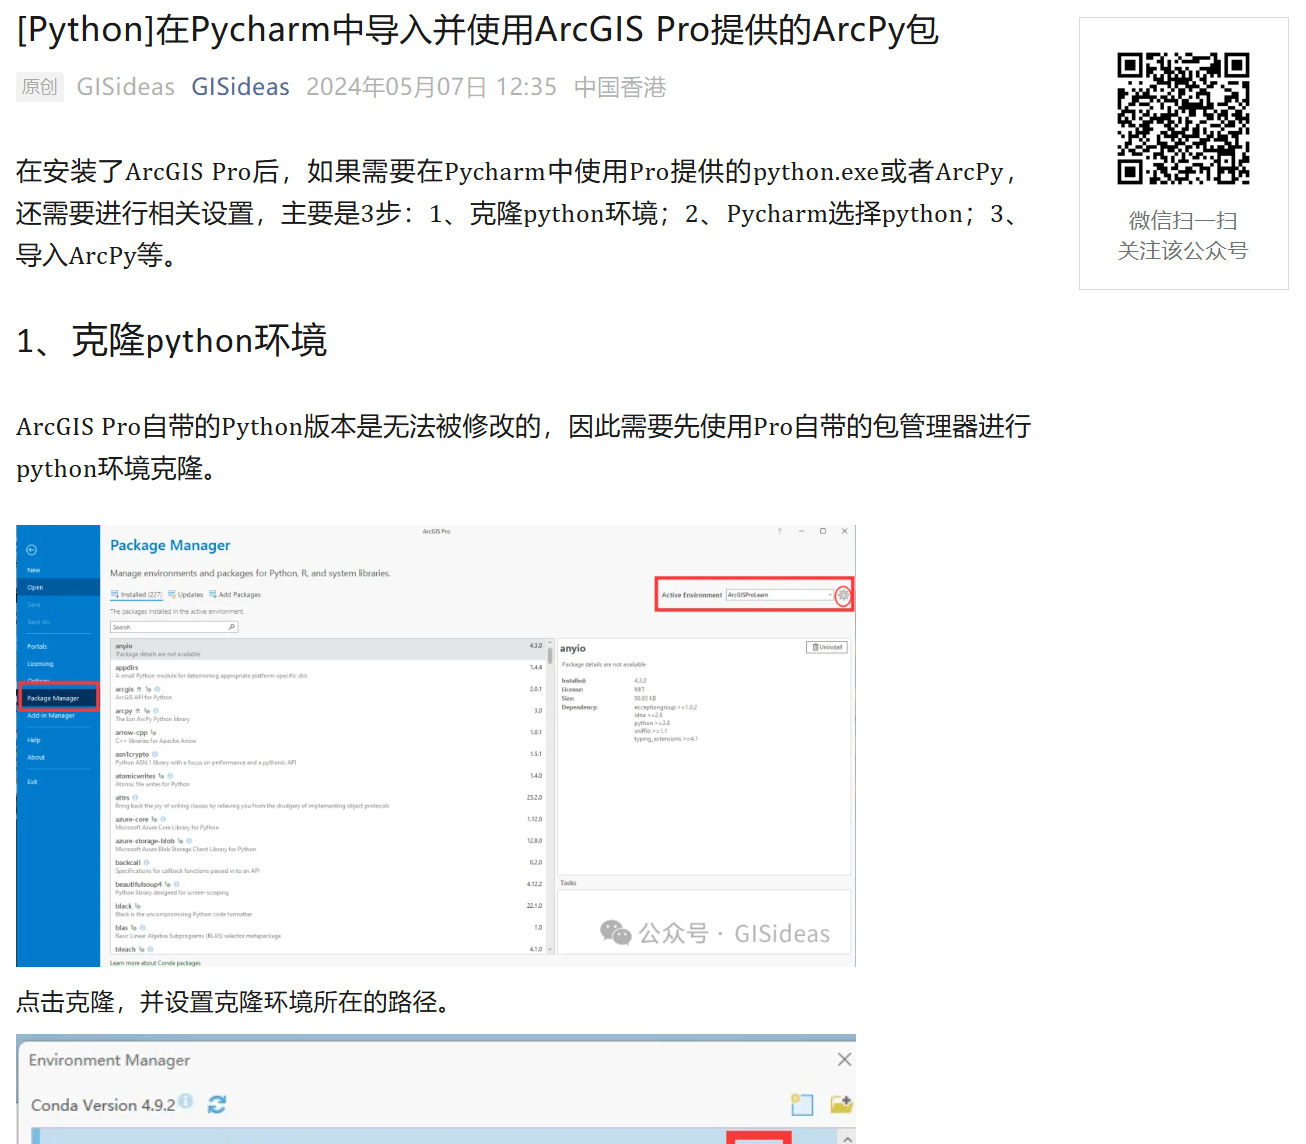 [Python]在Pycharm中导入并使用ArcGIS Pro提供的ArcPy包
原创 GISideas GISideas 2024年05月07日 12:35 中国香港
微信扫一扫
关注该公众号
在安装了ArcGIS Pro后，如果需要在Pycharm中使用Pro提供的python.exe或者ArcPy，
还需要进行相关设置，主要是3步：1、克隆python环境；2、Pycharm选择python；3、
导入ArcPy等。
1、克隆python环境
ArcGIS Pro自带的Python版本是无法被修改的，因此需要先使用Pro自带的包管理器进行
python环境克隆。
ArcGIS Pro
New
Open
Save
Save As
Portals
Licensing
Options
Package Manager
Add-In Manager
Help
About
Exit
Package Manager
Manage environments and packages for Python, R, and system libraries.
Installed (227) Updates Add Packages
Active Environment ArcGISProLearn
The packages installed in the active environment.
Search
anyio 4.3.0
Package details are not available
appdirs 1.4.4
A small Python module for determining appropriate platform-specific dirs.
arcgis 2.0.1
ArcGIS API for Python
arcpy 3.0
The Esri ArcPy Python library
arrow-cpp 1.0.1
C++ libraries for Apache Arrow
asn1crypto 1.5.1
Python ASN.1 library with a focus on performance and a pythonic API
atomicwrites 1.4.0
Atomic file writes for Python
attrs 23.2.0
Bring back the joy of writing classes by relieving you from the drudgery of implementing object protocols
azure-core 1.12.0
Microsoft Azure Core Library for Python
azure-storage-blob 12.8.0
Microsoft Azure Blob Storage Client Library for Python
backcall 0.2.0
Specifications for callback functions passed in to an API
beautifulsoup4 4.12.2
Python library designed for screen-scraping
black 22.1.0
Black is the uncompromising Python code formatter
blas 1.0
Basic Linear Algebra Subprograms (BLAS) selector metapackage
bleach 4.1.0
Learn more about Conda packages
anyio Uninstall
Package details are not available
Installed: 4.3.0
License: MIT
Size: 99.03 KB
Dependency: exceptiongroup >=1.0.2
idna >=2.8
python >=3.8
sniffio >=1.1
typing_extensions >=4.1
Tasks
公众号 · GISideas
点击克隆，并设置克隆环境所在的路径。
Environment Manager
Conda Version 4.9.2